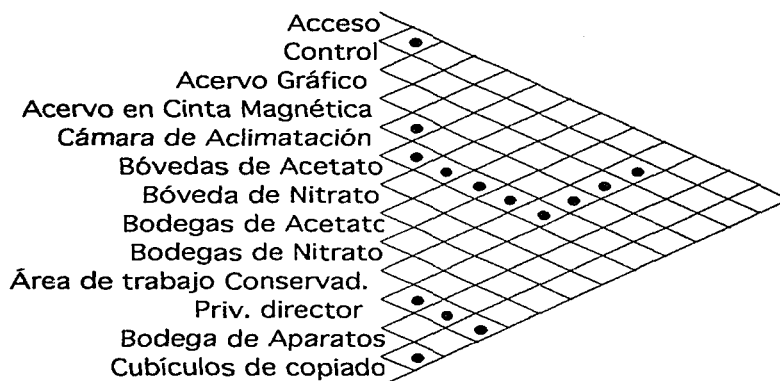 Acceso
Control
Acervo Gráfico
Acervo en Cinta Magnética
Cámara de Aclimatación
Bóvedas de Acetato
Bóveda de Nitrato
Bodegas de Acetato
Bodegas de Nitrato
Área de trabajo Conservad.
Priv. director
Bodega de Aparatos
Cubículos de copiado